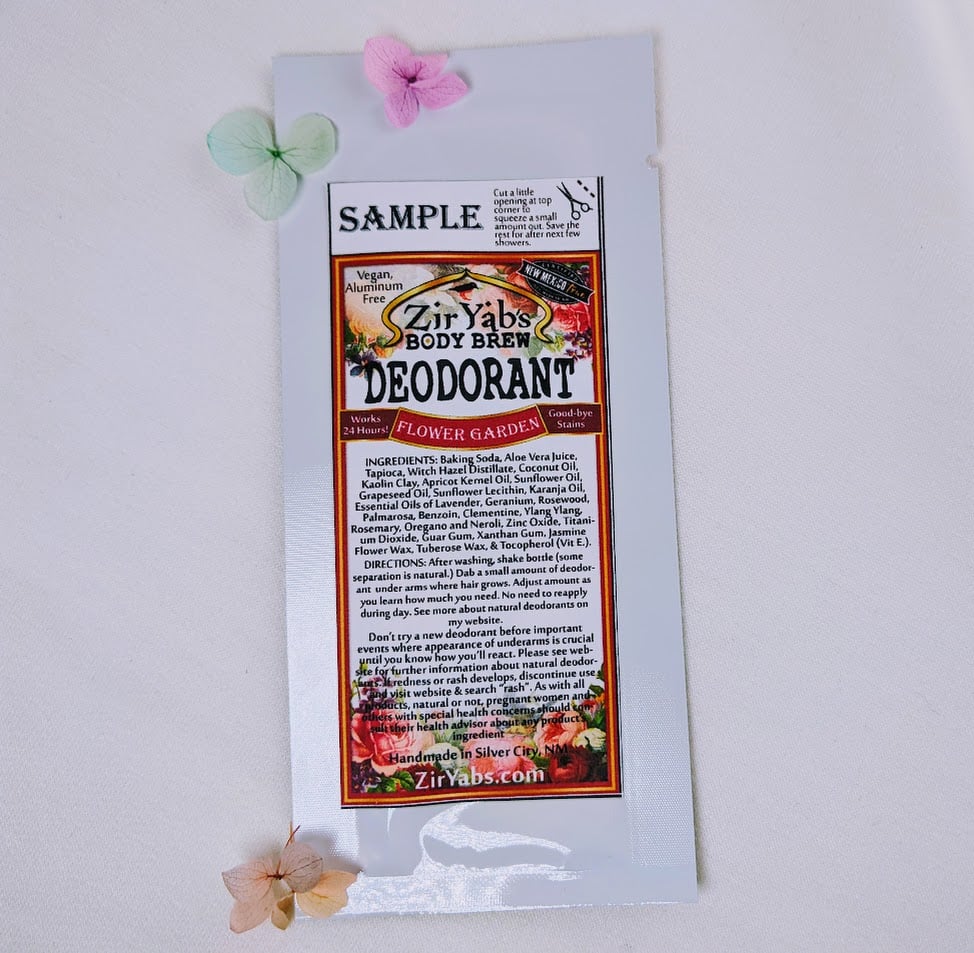 SAMPLE
Cut a little
opening at top
corner to
squeeze a small
amount out. Save the
rest for after next few
showers.
Vegan,
Aluminum
Free
NEW MEXICO True
Zir Yab's
BODY BREW
DEODORANT
Works
24 Hours!
FLOWER GARDEN
Good-bye
Stains
INGREDIENTS: Baking Soda, Aloe Vera Juice,
Tapioca, Witch Hazel Distillate, Coconut Oil,
Kaolin Clay, Apricot Kernel Oil, Sunflower Oil,
Grapeseed Oil, Sunflower Lecithin, Karanja Oil,
Essential Oils of Lavender, Geranium, Rosewood,
Palmarosa, Benzoin, Clementine, Ylang Ylang,
Rosemary, Oregano and Neroli, Zinc Oxide, Titani-
um Dioxide, Guar Gum, Xanthan Gum, Jasmine
Flower Wax, Tuberose Wax, & Tocopherol (Vit E.).
DIRECTIONS: After washing, shake bottle (some
separation is natural.) Dab a small amount of deodor-
ant under arms where hair grows. Adjust amount as
you learn how much you need. No need to reapply
during day. See more about natural deodorants on
my website.
Don't try a new deodorant before important
events where appearance of underarms is crucial
until you know how you'll react. Please see web-
site for further information about natural deodor-
ants. If redness or rash develops, discontinue use
and visit website & search "rash". As with all
products, natural or not, pregnant women and
others with special health concerns should con-
sult their health advisor about any product's
ingredient
Handmade in Silver City, NM
ZirYabs.com